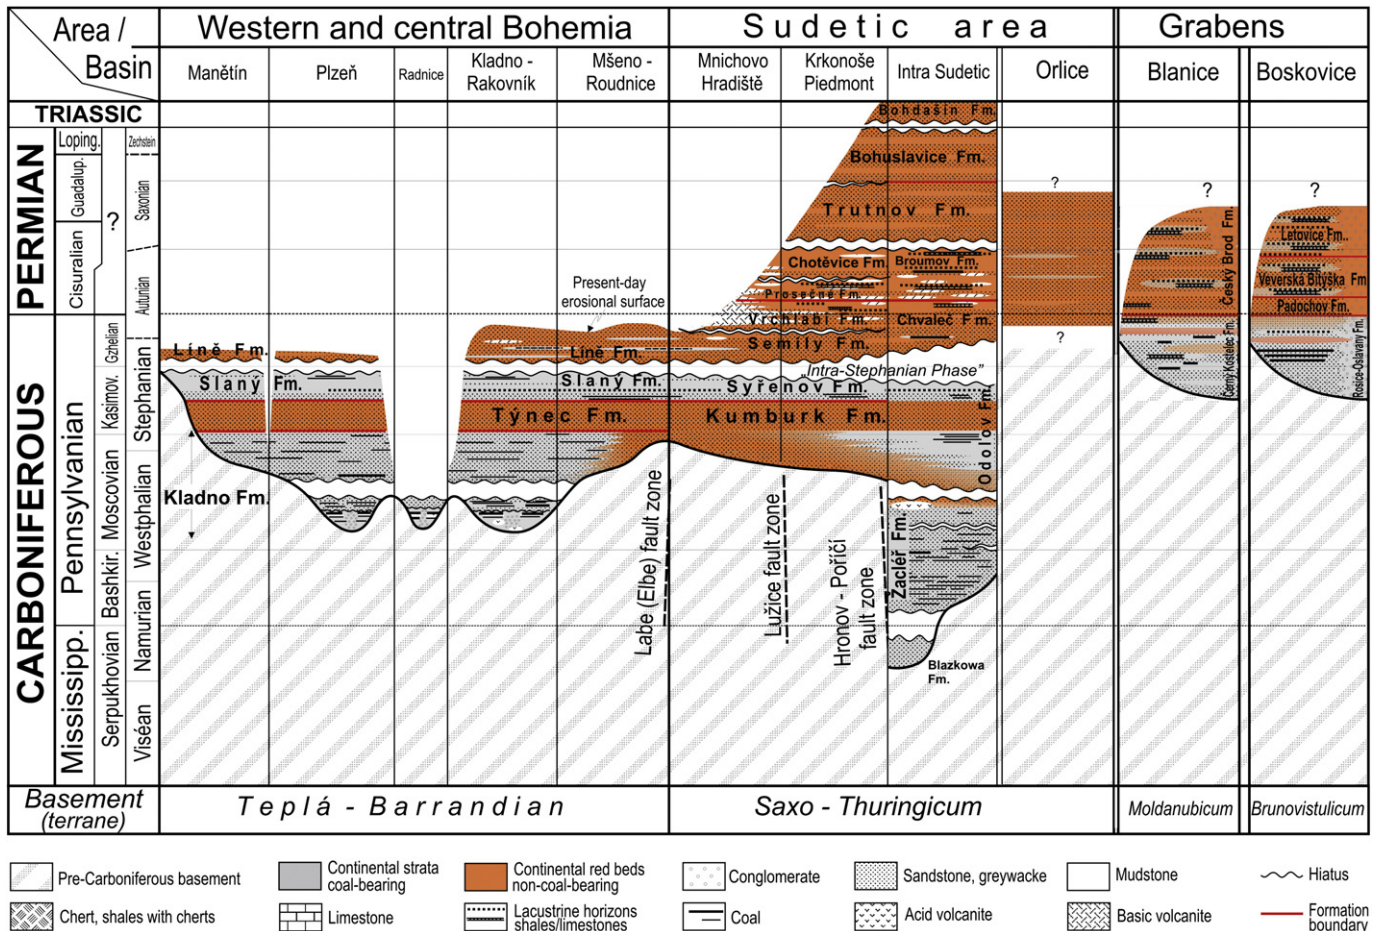 Area /
Basin
Western and central Bohemia
Sudetic area
Grabens
Manětín
Plzeň
Radnice
Kladno -
Rakovník
Mšeno -
Roudnice
Mnichovo
Hradiště
Krkonoše
Piedmont
Intra Sudetic
Orlice
Blanice
Boskovice
TRIASSIC
PERMIAN
CARBONIFEROUS
Loping.
Guadalup.
Cisuralian
?
Zechstein
Saxonian
Autunian
Pennsylvanian
Mississipp.
Gzhelian
Kasimov.
Moscovian
Bashkir.
Serpukhovian
Stephanian
Westphalian
Namurian
Viséan
Líně Fm.
Slaný Fm.
Kladno Fm.
Týnec Fm.
Slaný Fm.
Líně Fm.
Present-day
erosional surface
Bohdašín Fm.
Bohuslavice Fm.
Trutnov Fm.
Chotěvice Fm.
Broumov Fm.
Prosečné Fm.
Vrchlabí Fm.
Chvaleč Fm.
Semily Fm.
„Intra-Stephanian Phase”
Syřenov Fm.
Kumburk Fm.
Odolov Fm.
Žacléř Fm.
Blazkowa
Fm.
Labe (Elbe) fault zone
Lužice fault zone
Hronov - Poříčí
fault zone
?
?
?
Český Brod Fm.
Černý Kostelec Fm.
?
Letovice Fm..
Veverská Bítýška Fm
Padochov Fm.
Rosice-Oslavany Fm.
Basement
(terrane)
Teplá - Barrandian
Saxo - Thuringicum
Moldanubicum
Brunovistulicum
Pre-Carboniferous basement
Continental strata
coal-bearing
Continental red beds
non-coal-bearing
Conglomerate
Sandstone, greywacke
Mudstone
Hiatus
Chert, shales with cherts
Limestone
Lacustrine horizons
shales/limestones
Coal
Acid volcanite
Basic volcanite
Formation
boundary